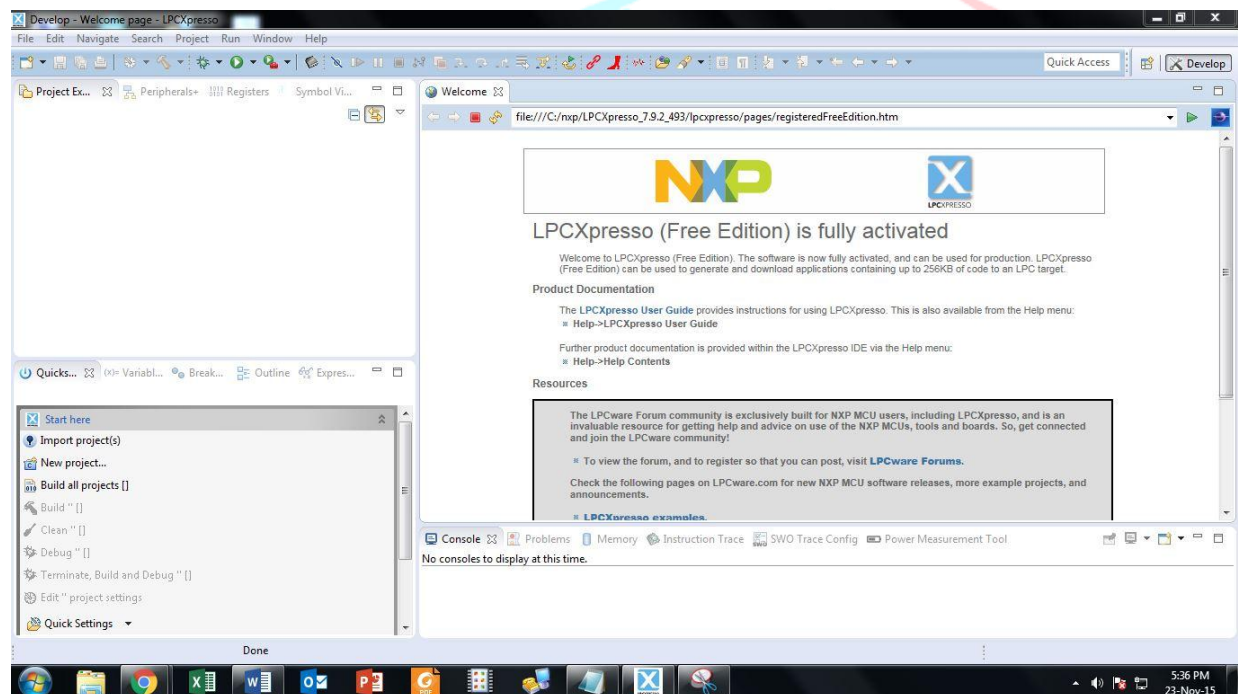 Develop - Welcome page - LPCXpresso
File Edit Navigate Search Project Run Window Help
Quick Access
Develop
Project Ex... Peripherals+ Registers Symbol Vi...
Welcome
file:///C:/nxp/LPCXpresso_7.9.2_493/lpcxpresso/pages/registeredFreeEdition.htm
NXP
LPCXPRESSO
LPCXpresso (Free Edition) is fully activated
Welcome to LPCXpresso (Free Edition). The software is now fully activated, and can be used for production. LPCXpresso
(Free Edition) can be used to generate and download applications containing up to 256KB of code to an LPC target.
Product Documentation
The LPCXpresso User Guide provides instructions for using LPCXpresso. This is also available from the Help menu:
Help->LPCXpresso User Guide
Further product documentation is provided within the LPCXpresso IDE via the Help menu:
Help->Help Contents
Resources
The LPCware Forum community is exclusively built for NXP MCU users, including LPCXpresso, and is an
invaluable resource for getting help and advice on use of the NXP MCUs, tools and boards. So, get connected
and join the LPCware community!
To view the forum, and to register so that you can post, visit LPCware Forums.
Check the following pages on LPCware.com for new NXP MCU software releases, more example projects, and
announcements.
LPCXpresso examples.
Quicks... (x)= Variabl... Break... Outline Expres...
Start here
Import project(s)
New project...
Build all projects []
Build '' []
Clean '' []
Debug '' []
Terminate, Build and Debug '' []
Edit '' project settings
Quick Settings
Console Problems Memory Instruction Trace SWO Trace Config Power Measurement Tool
No consoles to display at this time.
Done
5:36 PM
23-Nov-15